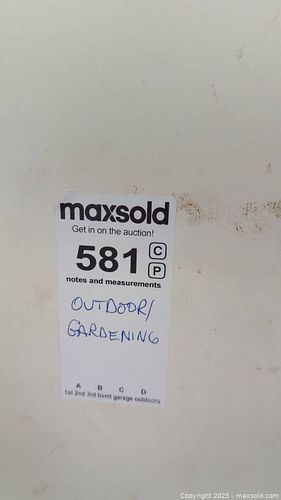 maxsold
Get in on the auction!
581 C
P
notes and measurements
OUTDOOR/
GARDENING
A B C D
1st 2nd 3rd bsmt garage outdoors
Copyright © 2025 - maxsold.com